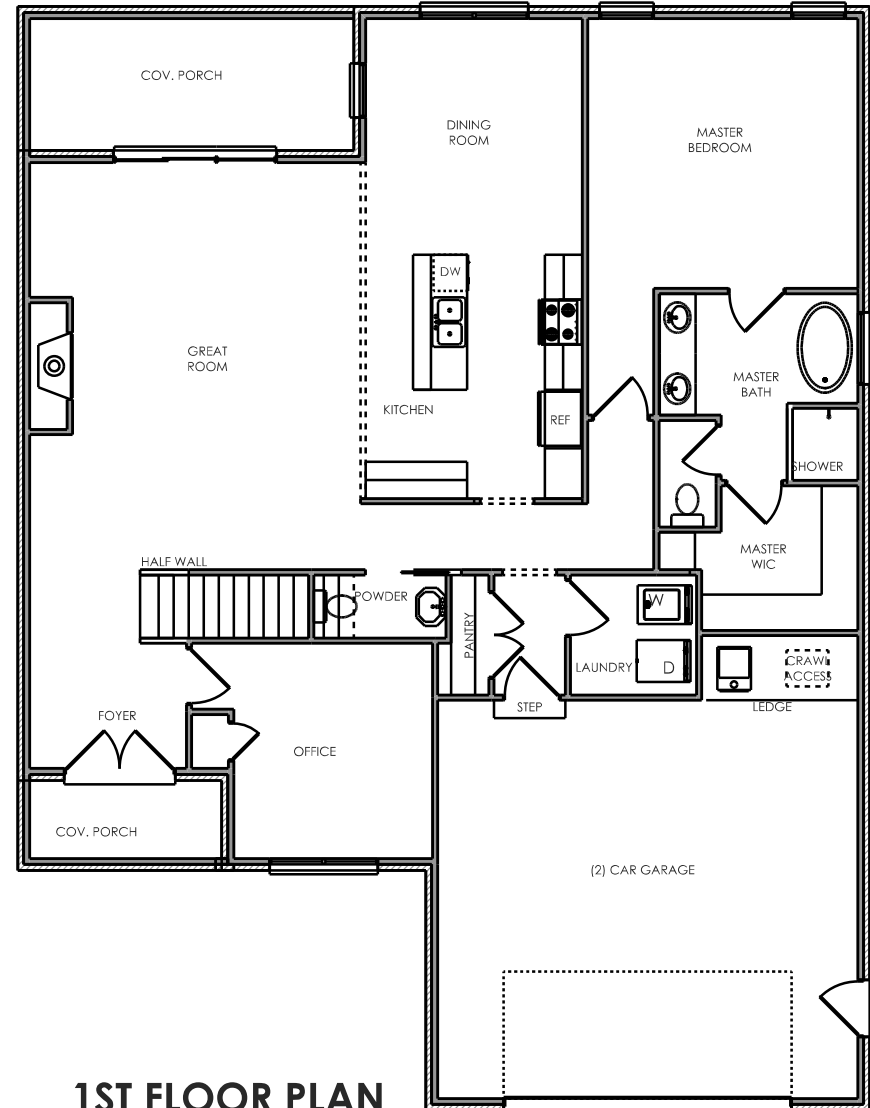 COV. PORCH
DINING
ROOM
MASTER
BEDROOM
DW
GREAT
ROOM
MASTER
BATH
KITCHEN
REF
SHOWER
HALF WALL
MASTER
WIC
POWDER
W
PANTRY
LAUNDRY
D
CRAWL
ACCESS
STEP
LEDGE
FOYER
OFFICE
COV. PORCH
(2) CAR GARAGE
1ST FLOOR PLAN